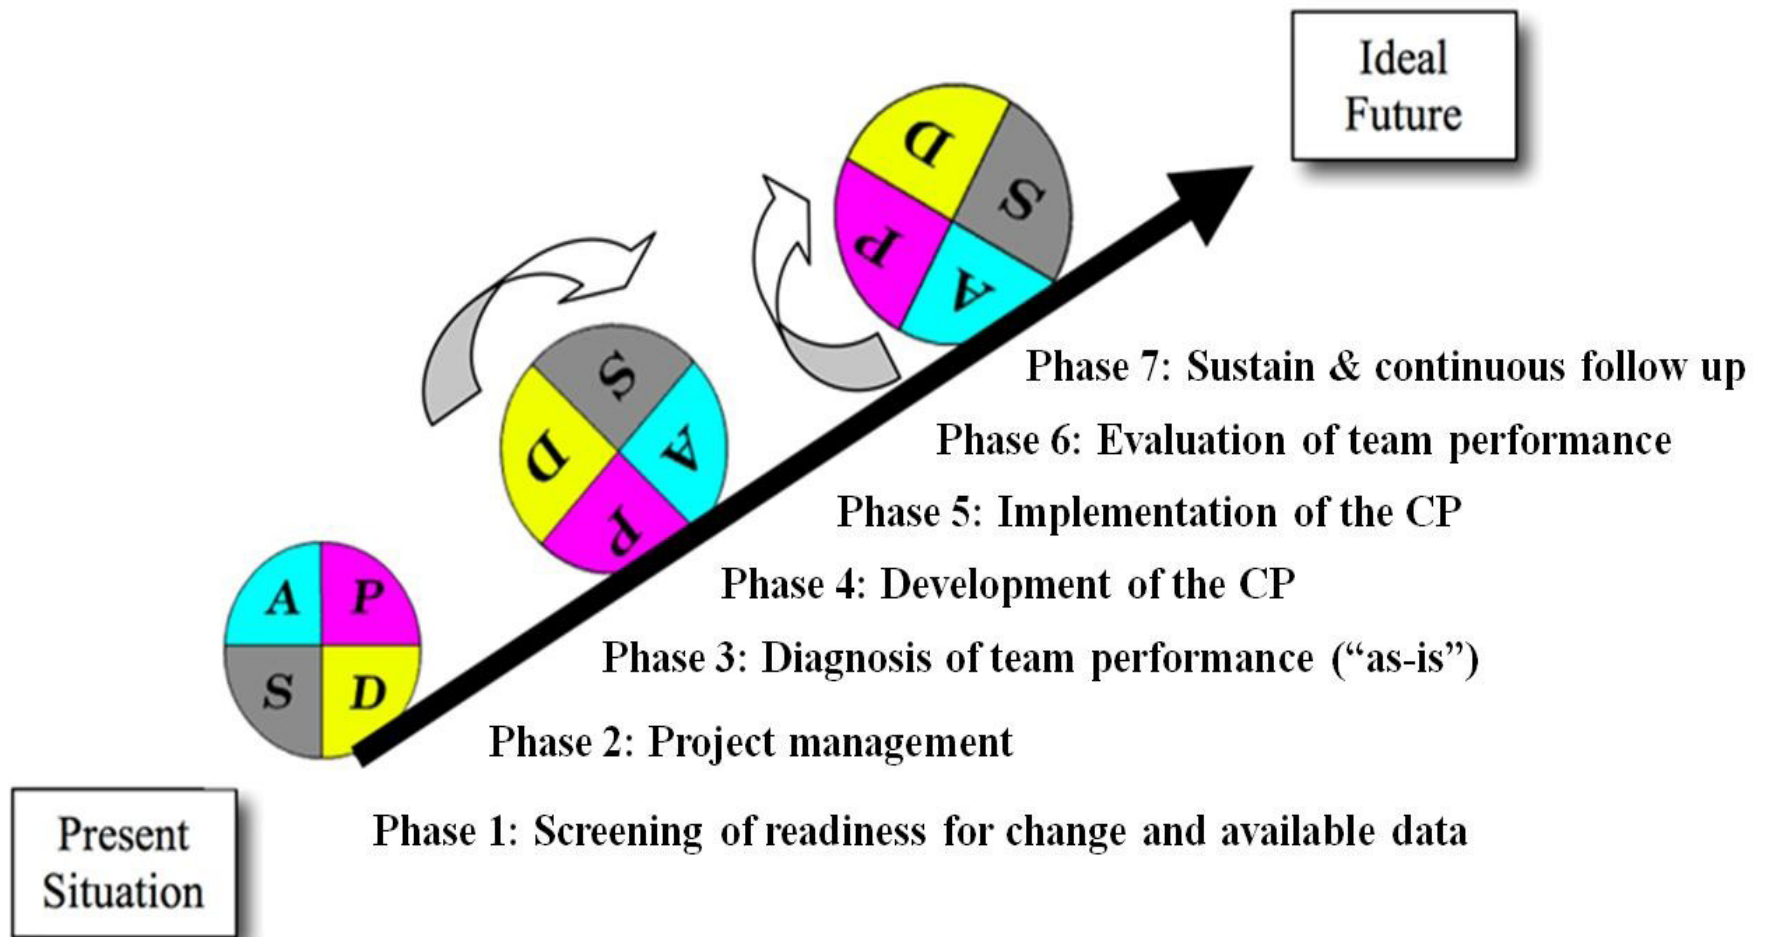 Ideal
Future
D
S
P
A
S
D
A
P
A P
S D
Phase 7: Sustain & continuous follow up
Phase 6: Evaluation of team performance
Phase 5: Implementation of the CP
Phase 4: Development of the CP
Phase 3: Diagnosis of team performance (“as-is”)
Phase 2: Project management
Phase 1: Screening of readiness for change and available data
Present
Situation